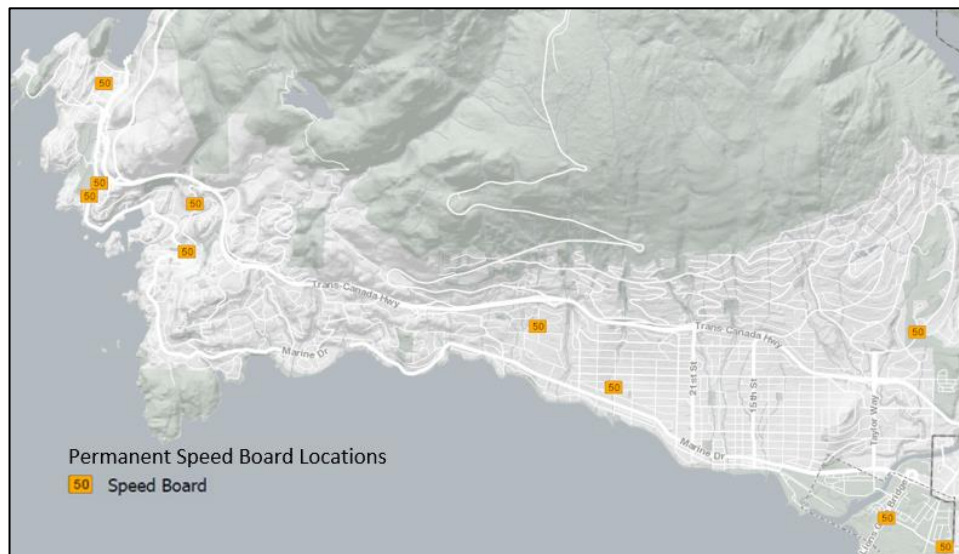 50
50
50
50
50
Trans-Canada Hwy
50
Trans-Canada Hwy
50
Marine Dr
50
21st St
15th St
Taylor Way
Marine Dr
Permanent Speed Board Locations
50 Speed Board
50
50